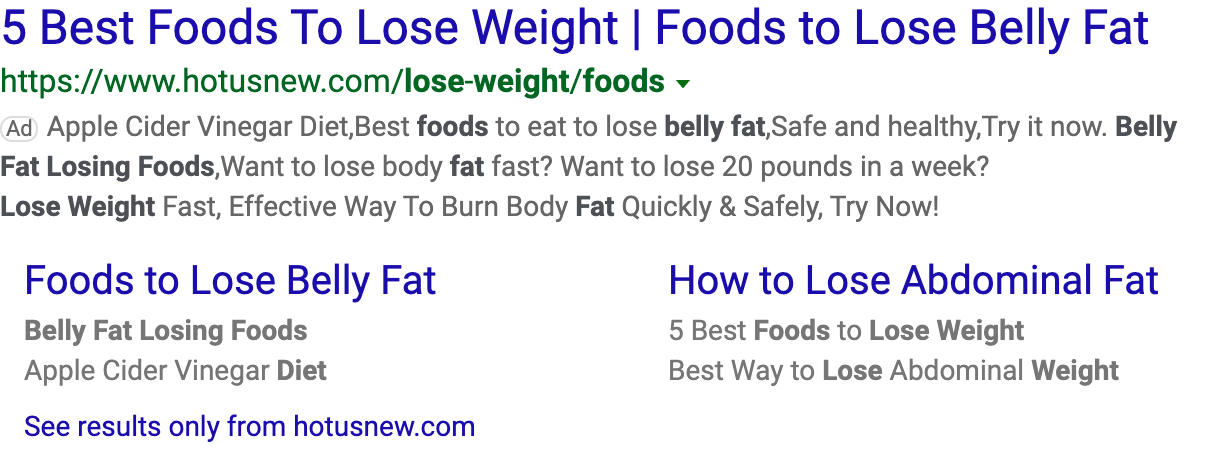 5 Best Foods To Lose Weight | Foods to Lose Belly Fat
https://www.hotusnew.com/lose-weight/foods
Ad Apple Cider Vinegar Diet,Best foods to eat to lose belly fat,Safe and healthy,Try it now. Belly
Fat Losing Foods,Want to lose body fat fast? Want to lose 20 pounds in a week?
Lose Weight Fast, Effective Way To Burn Body Fat Quickly & Safely, Try Now!
Foods to Lose Belly Fat
Belly Fat Losing Foods
Apple Cider Vinegar Diet
How to Lose Abdominal Fat
5 Best Foods to Lose Weight
Best Way to Lose Abdominal Weight
See results only from hotusnew.com